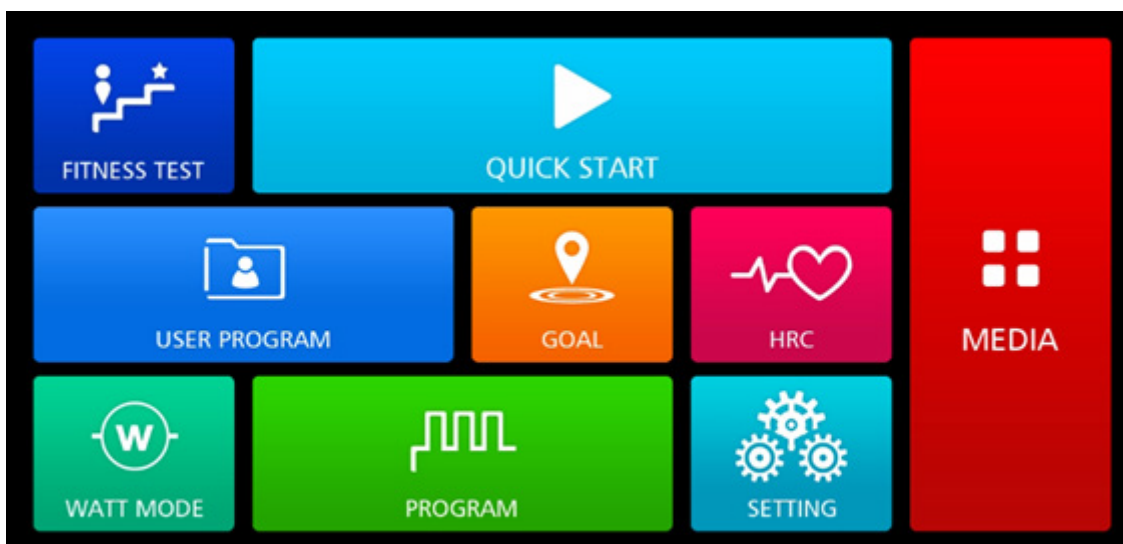 FITNESS TEST
QUICK START
USER PROGRAM
GOAL
HRC
MEDIA
W
WATT MODE
PROGRAM
SETTING